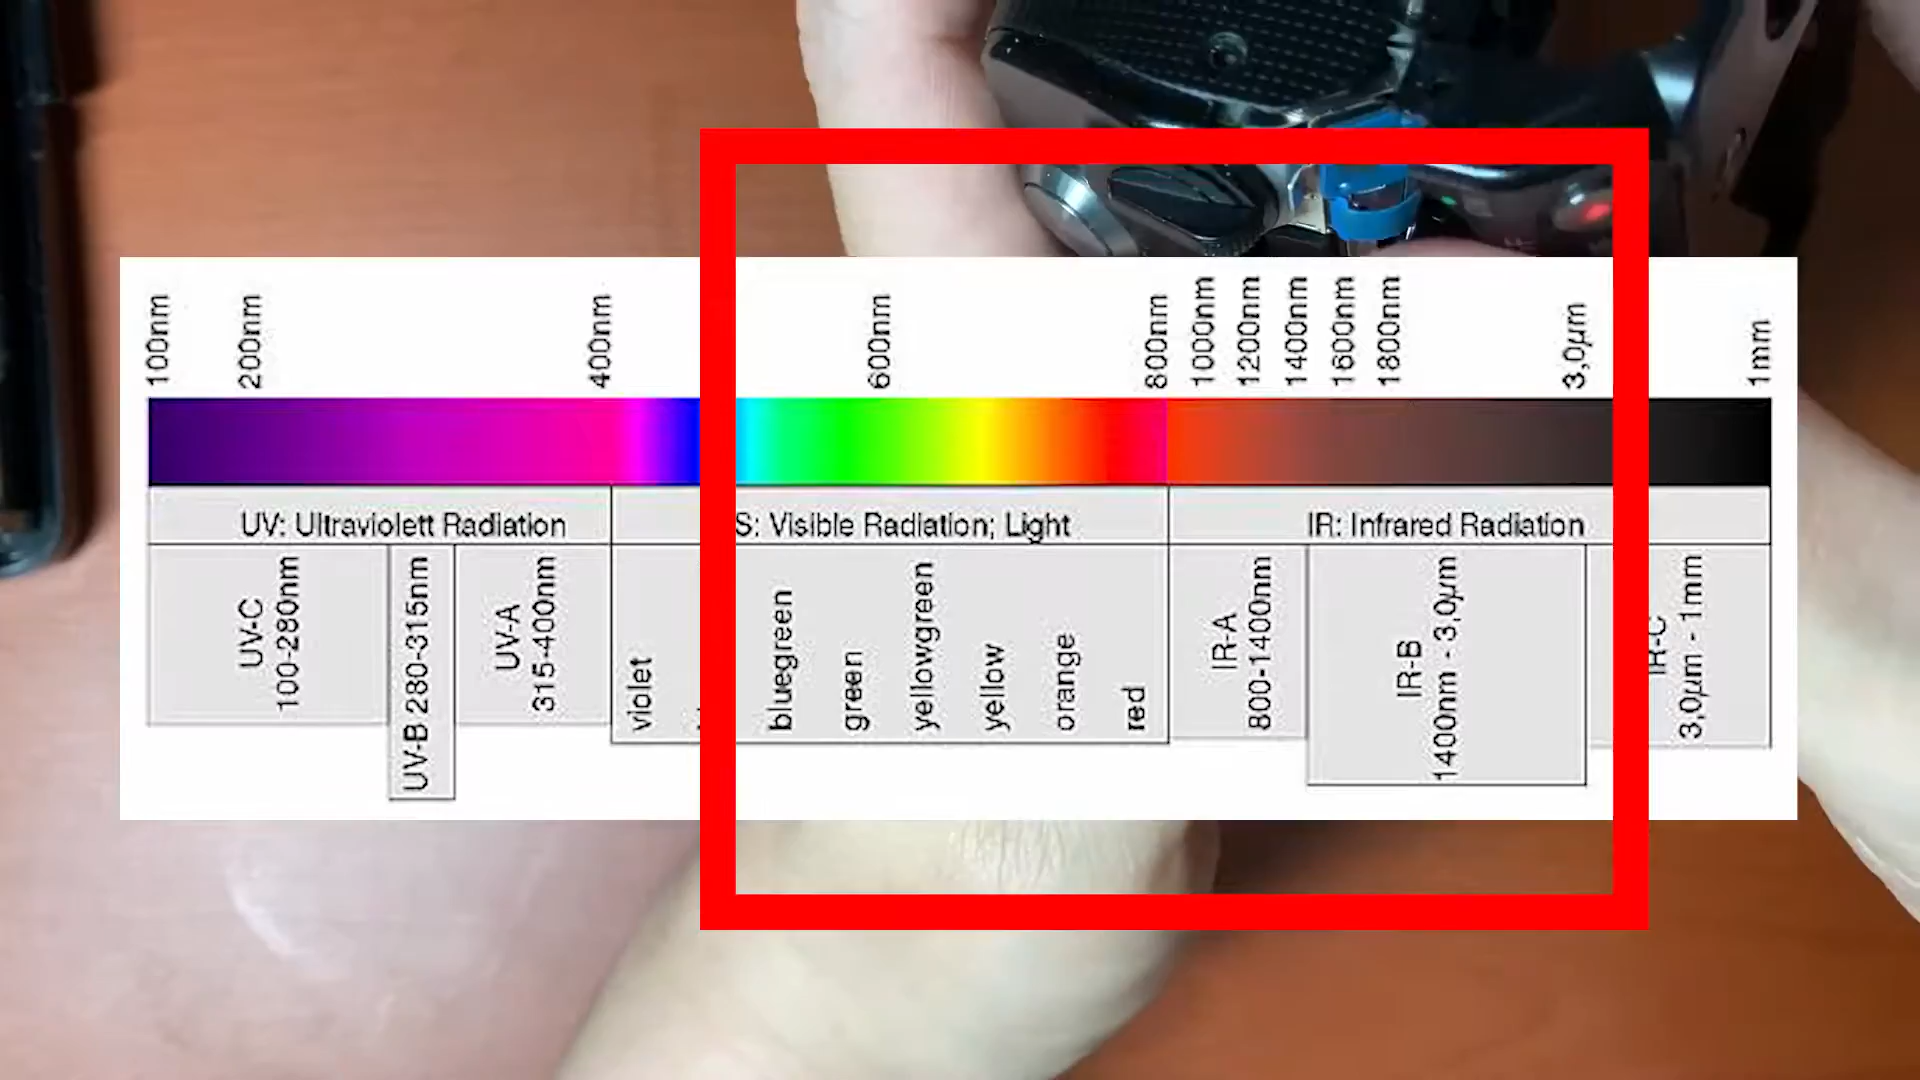 100nm
200nm
400nm
600nm
800nm
1000nm
1200nm
1400nm
1600nm
1800nm
3,0µm
1mm
UV: Ultraviolett Radiation
S: Visible Radiation; Light
IR: Infrared Radiation
UV-C
100-280nm
UV-B 280-315nm
UV-A
315-400nm
violet
bluegreen
green
yellowgreen
yellow
orange
red
IR-A
800-1400nm
IR-B
1400nm - 3,0µm
IR-C
3,0µm - 1mm